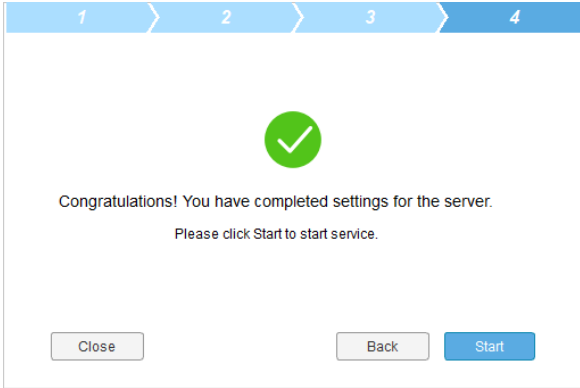 1 2 3 4
Congratulations! You have completed settings for the server.
Please click Start to start service.
Close Back Start